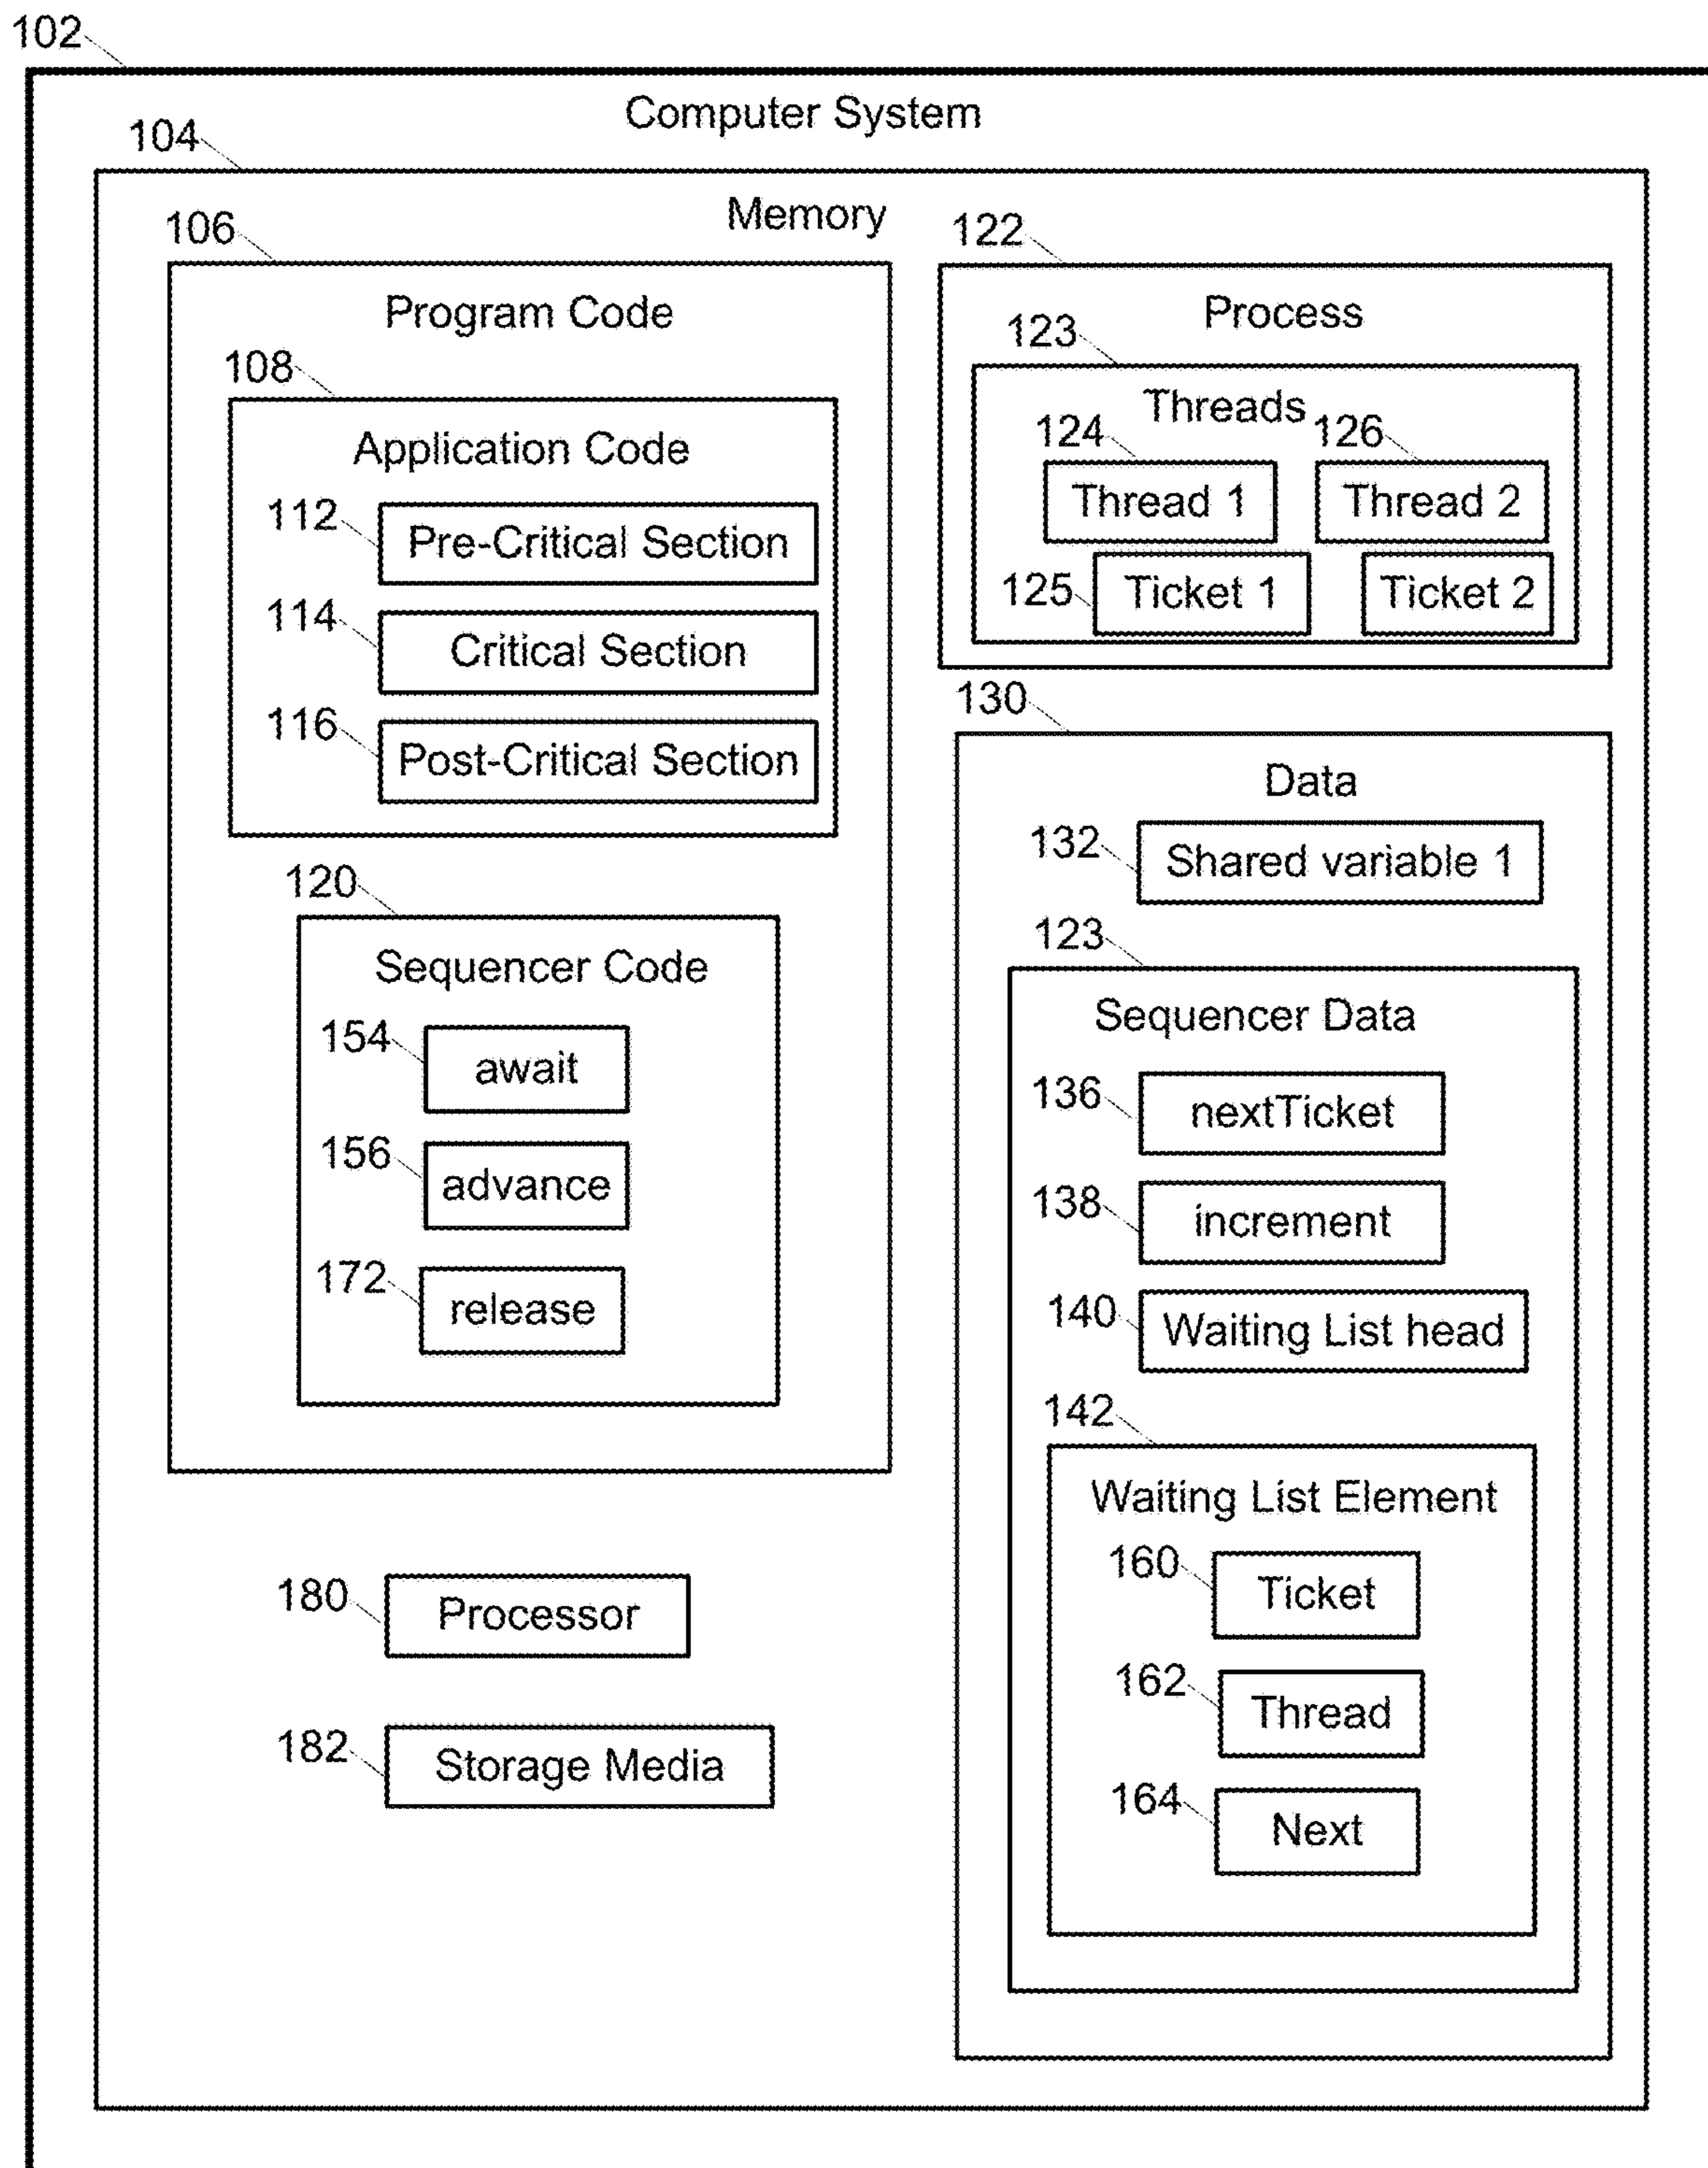 102
Computer System
104
Memory
106
Program Code
108
Application Code
112 Pre-Critical Section
114 Critical Section
116 Post-Critical Section
120
Sequencer Code
154 await
156 advance
172 release
180 Processor
182 Storage Media
122
Process
123
Threads
124 126
Thread 1 Thread 2
125 Ticket 1 Ticket 2
130
Data
132 Shared variable 1
123
Sequencer Data
136 nextTicket
138 increment
140 Waiting List head
142
Waiting List Element
160 Ticket
162 Thread
164 Next